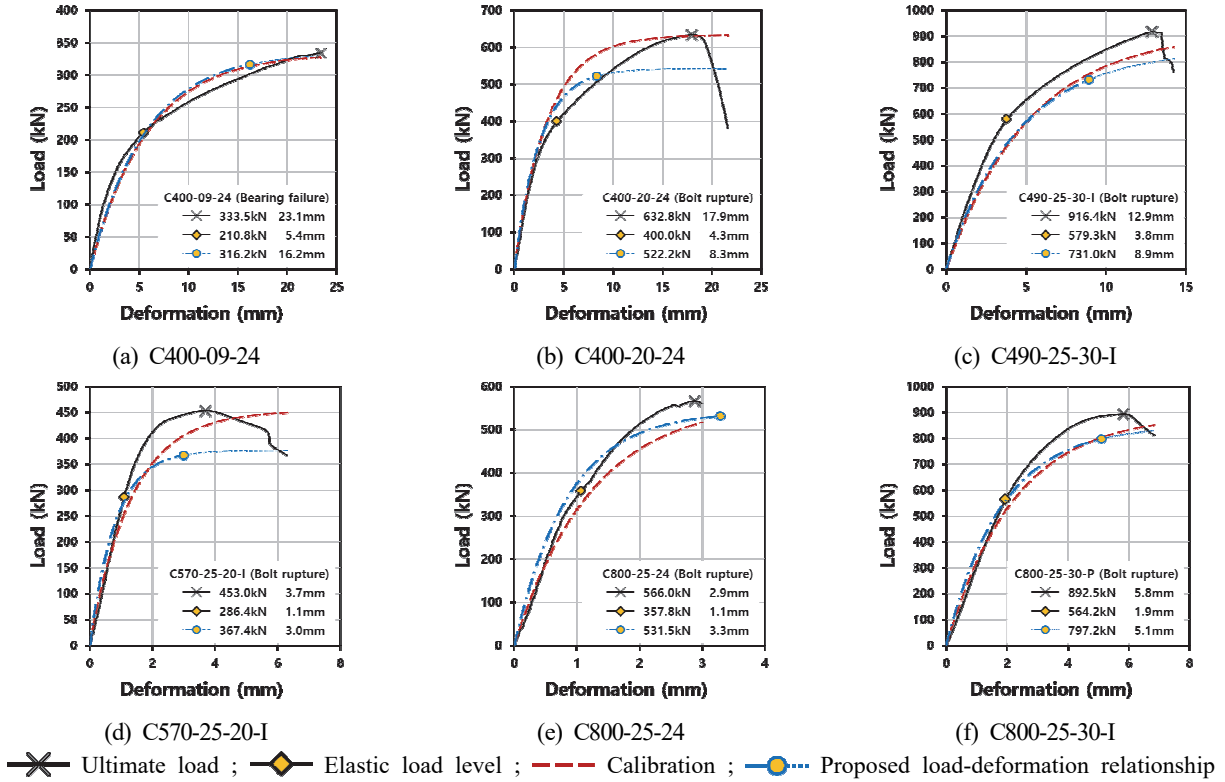 400
350
300
250
200
150
100
50
0
Load (kN)
C400-09-24 (Bearing failure)
333.5kN 23.1mm
210.8kN 5.4mm
316.2kN 16.2mm
0 5 10 15 20 25
Deformation (mm)
(a) C400-09-24
700
600
500
400
300
200
100
0
Load (kN)
C400-20-24 (Bolt rupture)
632.8kN 17.9mm
400.0kN 4.3mm
522.2kN 8.3mm
0 5 10 15 20 25
Deformation (mm)
(b) C400-20-24
1000
900
800
700
600
500
400
300
200
100
0
Load (kN)
C490-25-30-I (Bolt rupture)
916.4kN 12.9mm
579.3kN 3.8mm
731.0kN 8.9mm
0 5 10 15
Deformation (mm)
(c) C490-25-30-I
500
450
400
350
300
250
200
150
100
50
0
Load (kN)
C570-25-20-I (Bolt rupture)
453.0kN 3.7mm
286.4kN 1.1mm
367.4kN 3.0mm
0 2 4 6 8
Deformation (mm)
(d) C570-25-20-I
600
500
400
300
200
100
0
Load (kN)
C800-25-24 (Bolt rupture)
566.0kN 2.9mm
357.8kN 1.1mm
531.5kN 3.3mm
0 1 2 3 4
Deformation (mm)
(e) C800-25-24
1000
900
800
700
600
500
400
300
200
100
0
Load (kN)
C800-25-30-P (Bolt rupture)
892.5kN 5.8mm
564.2kN 1.9mm
797.2kN 5.1mm
0 2 4 6 8
Deformation (mm)
(f) C800-25-30-I
Ultimate load ; Elastic load level ; Calibration ; Proposed load-deformation relationship